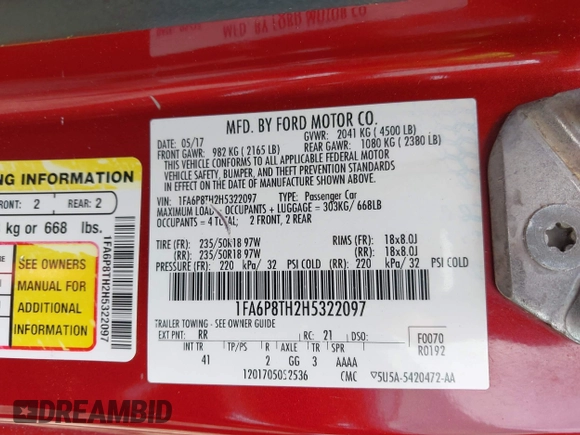 MFD. BY FORD MOTOR CO.
DATE: 05/17 GVWR: 2041 KG ( 4500 LB)
FRONT GAWR: 982 KG ( 2165 LB) REAR GAWR: 1080 KG ( 2380 LB)
THIS VEHICLE CONFORMS TO ALL APPLICABLE FEDERAL MOTOR
VEHICLE SAFETY, BUMPER, AND THEFT PREVENTION STANDARDS
IN EFFECT ON THE DATE OF MANUFACTURE SHOWN ABOVE.
VIN: 1FA6P8TH2H5322097 TYPE: Passenger Car
MAXIMUM LOAD OCCUPANTS + LUGGAGE = 303KG/ 668LB
OCCUPANTS = 4 TOTAL, 2 FRONT, 2 REAR
TIRE (FR): 235/50R18 97W RIMS (FR): 18x8.0J
(RR): 235/50R18 97W (RR): 18x8.0J
PRESSURE (FR): 220 kPa/ 32 PSI COLD (RR): 220 kPa/ 32 PSI COLD
1FA6P8TH2H5322097
TRAILER TOWING - SEE OWNER GUIDE
EXT PNT: RR RC: 21 DSO: F0070
R0192
INT TR TP/PS R AXLE TR SPR
41 2 GG 3 AAAA
1201705052536 CMC 5U5A-5420472-AA
NG INFORMATION
FRONT: 2 REAR: 2
kg or 668 lbs.
SEE OWNERS
MANUAL FOR
ADDITIONAL
INFORMATION
1FA6P8TH2H5322097
DREAMBID